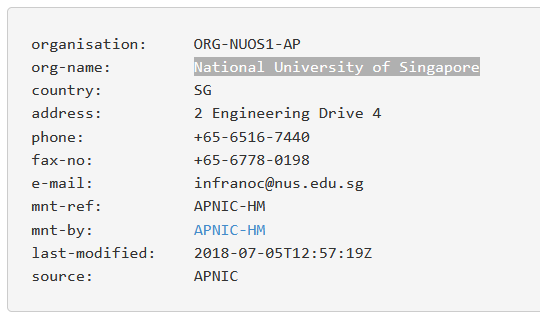 organisation: ORG-NUOS1-AP
org-name: National University of Singapore
country: SG
address: 2 Engineering Drive 4
phone: +65-6516-7440
fax-no: +65-6778-0198
e-mail: infranoc@nus.edu.sg
mnt-ref: APNIC-HM
mnt-by: APNIC-HM
last-modified: 2018-07-05T12:57:19Z
source: APNIC